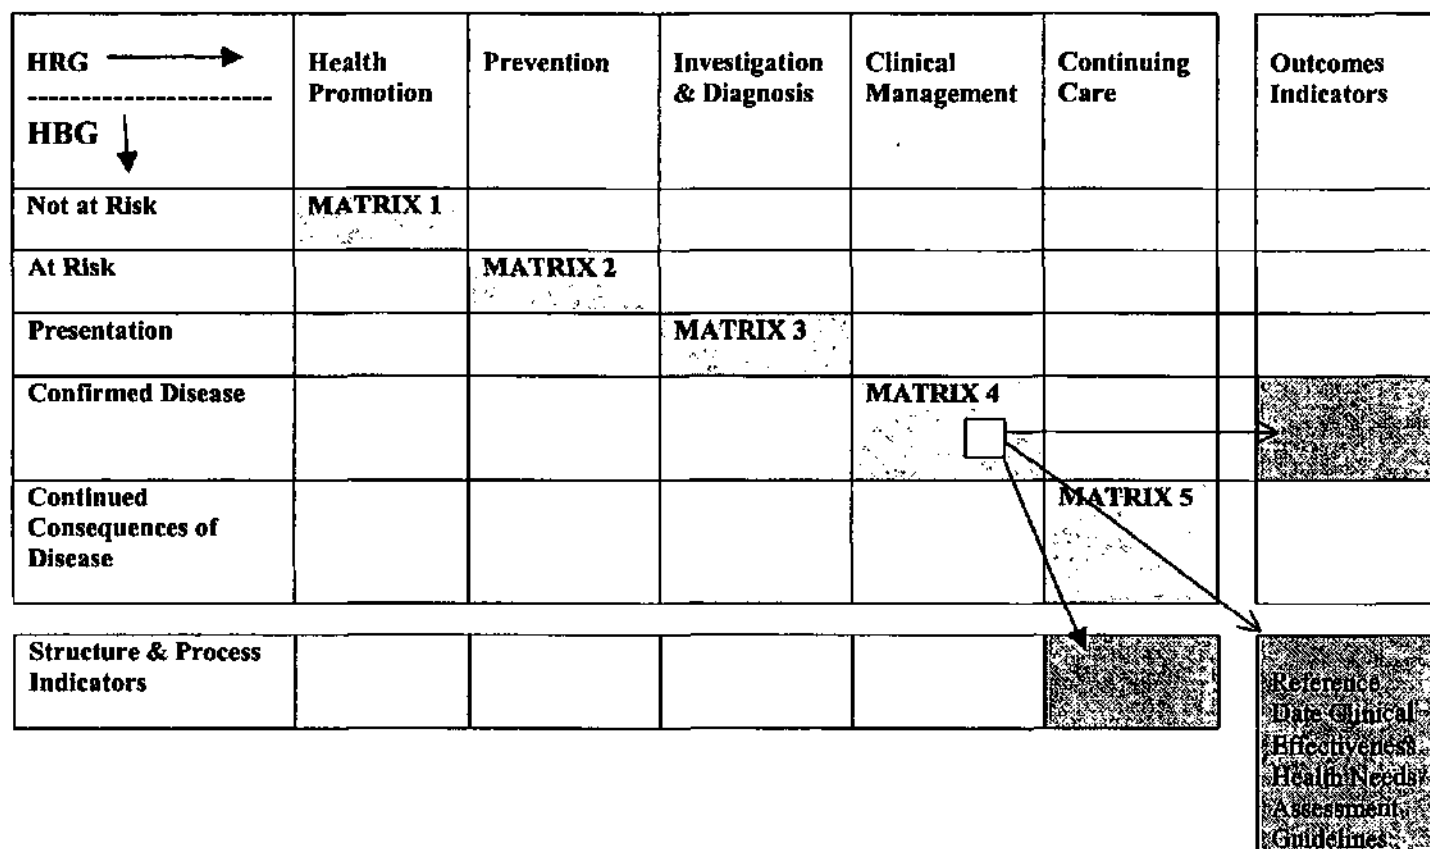 HRG
Health Promotion
Prevention
Investigation & Diagnosis
Clinical Management
Continuing Care
Outcomes Indicators
HBG
Not at Risk
MATRIX 1
At Risk
MATRIX 2
Presentation
MATRIX 3
Confirmed Disease
MATRIX 4
Continued
Consequences of
Disease
MATRIX 5
Structure & Process
Indicators
Reference
Date Clinical
Effectiveness
Health Needs
Assessment
Guidelines